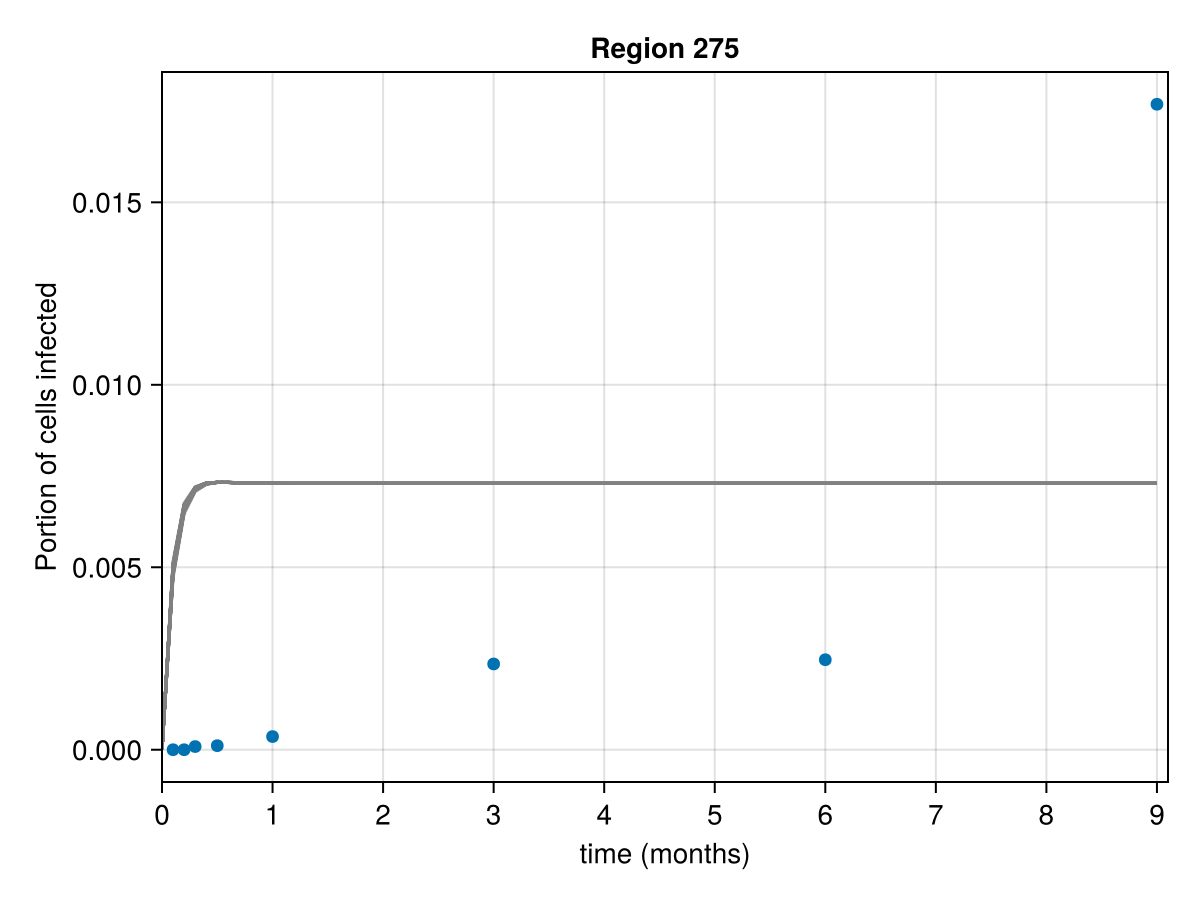 Region 275
Portion of cells infected
0.015
0.010
0.005
0.000
0 1 2 3 4 5 6 7 8 9
time (months)